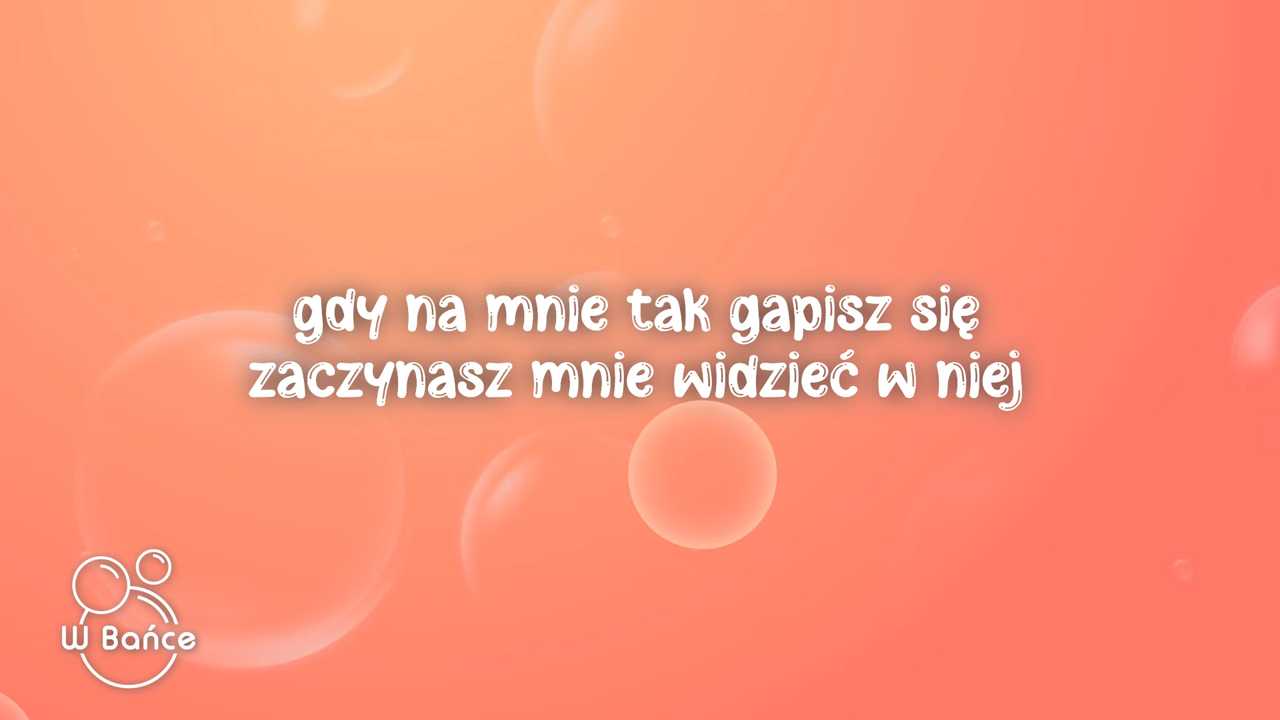 gdy na mnie tak gapisz się
zaczynasz mnie widzieć w niej
W Bańce